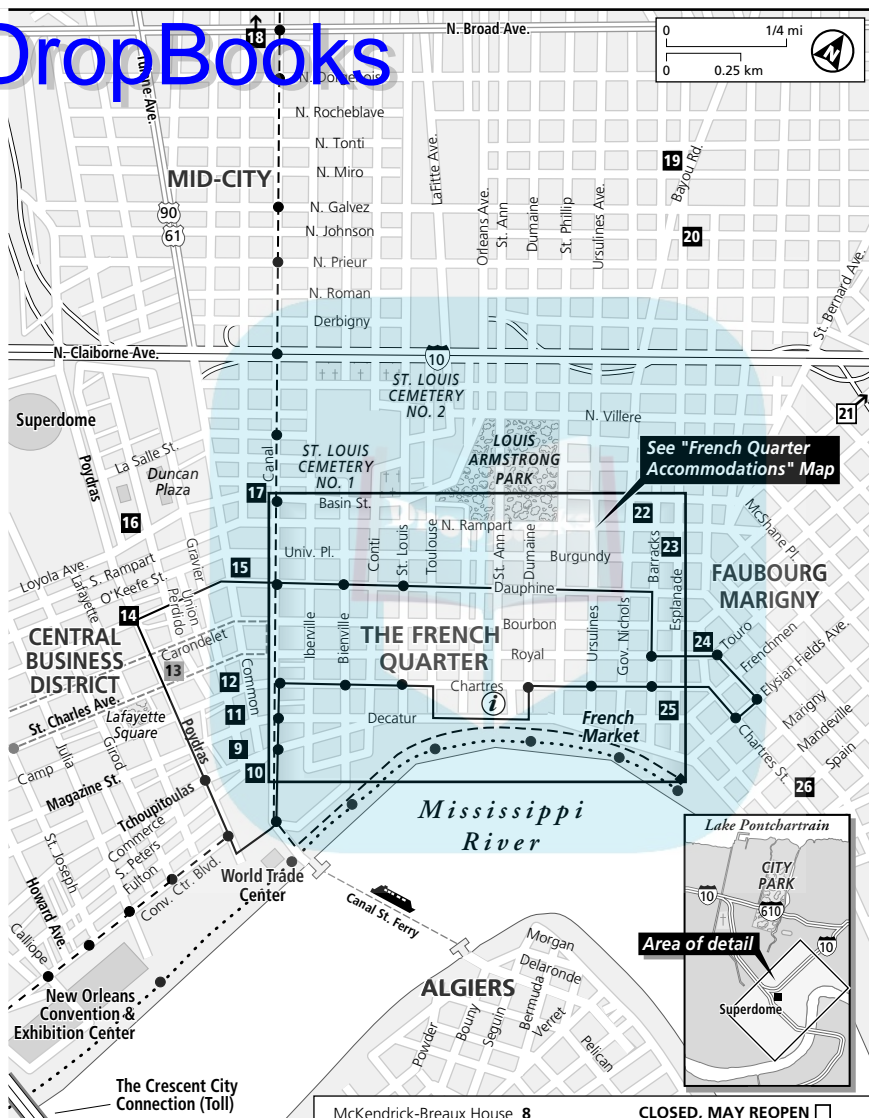 DropBooks
18
N. Broad Ave.
0 1/4 mi
0 0.25 km
N
Tulane Ave.
N. Dorgenois
N. Rocheblave
N. Tonti
N. Miro
MID-CITY
90
61
N. Galvez
N. Johnson
N. Prieur
N. Roman
Derbigny
LaFitte Ave.
Orleans Ave.
St. Ann
Dumaine
St. Phillip
Ursulines Ave.
19
Bayou Rd.
20
St. Bernard Ave.
N. Claiborne Ave.
10
ST. LOUIS
CEMETERY
NO. 2
Superdome
N. Villere
21
See "French Quarter
Accommodations" Map
LOUIS
ARMSTRONG
PARK
ST. LOUIS
CEMETERY
NO. 1
Canal
Poydras
La Salle St.
Duncan
Plaza
17
Basin St.
16
22
N. Rampart
McShane Pl.
Gravier
Univ. Pl.
Conti
St. Louis
Toulouse
St. Ann
Dumaine
Burgundy
Barracks
23
Loyola Ave.
S. Rampart
O'Keefe St.
Lafayette
15
Dauphine
Esplanade
FAUBOURG
MARIGNY
14
Union
Perdido
Carondelet
CENTRAL
BUSINESS
DISTRICT
13
Common
Iberville
Bienville
THE FRENCH
QUARTER
Bourbon
Royal
Ursulines
Gov. Nichols
24
Touro
Frenchmen
Elysian Fields Ave.
12
Chartres
i
St. Charles Ave.
Lafayette
Square
11
Decatur
French
Market
25
Marigny
Mandeville
Spain
Chartres St.
Julia
Girod
Poydras
9
Camp
Magazine St.
10
26
Tchoupitoulas
Commerce
S. Peters
Fulton
Mississippi
River
Lake Pontchartrain
CITY
PARK
10
610
10
Area of detail
Superdome
St. Joseph
Howard Ave.
Conv. Ctr. Blvd.
World Trade
Center
Canal St. Ferry
Calliope
New Orleans
Convention &
Exhibition Center
ALGIERS
Morgan
Delaronde
Bermuda
Verret
Powder
Bouny
Seguin
Pelican
The Crescent City
Connection (Toll)
McKendrick-Breaux House 8
CLOSED, MAY REOPEN